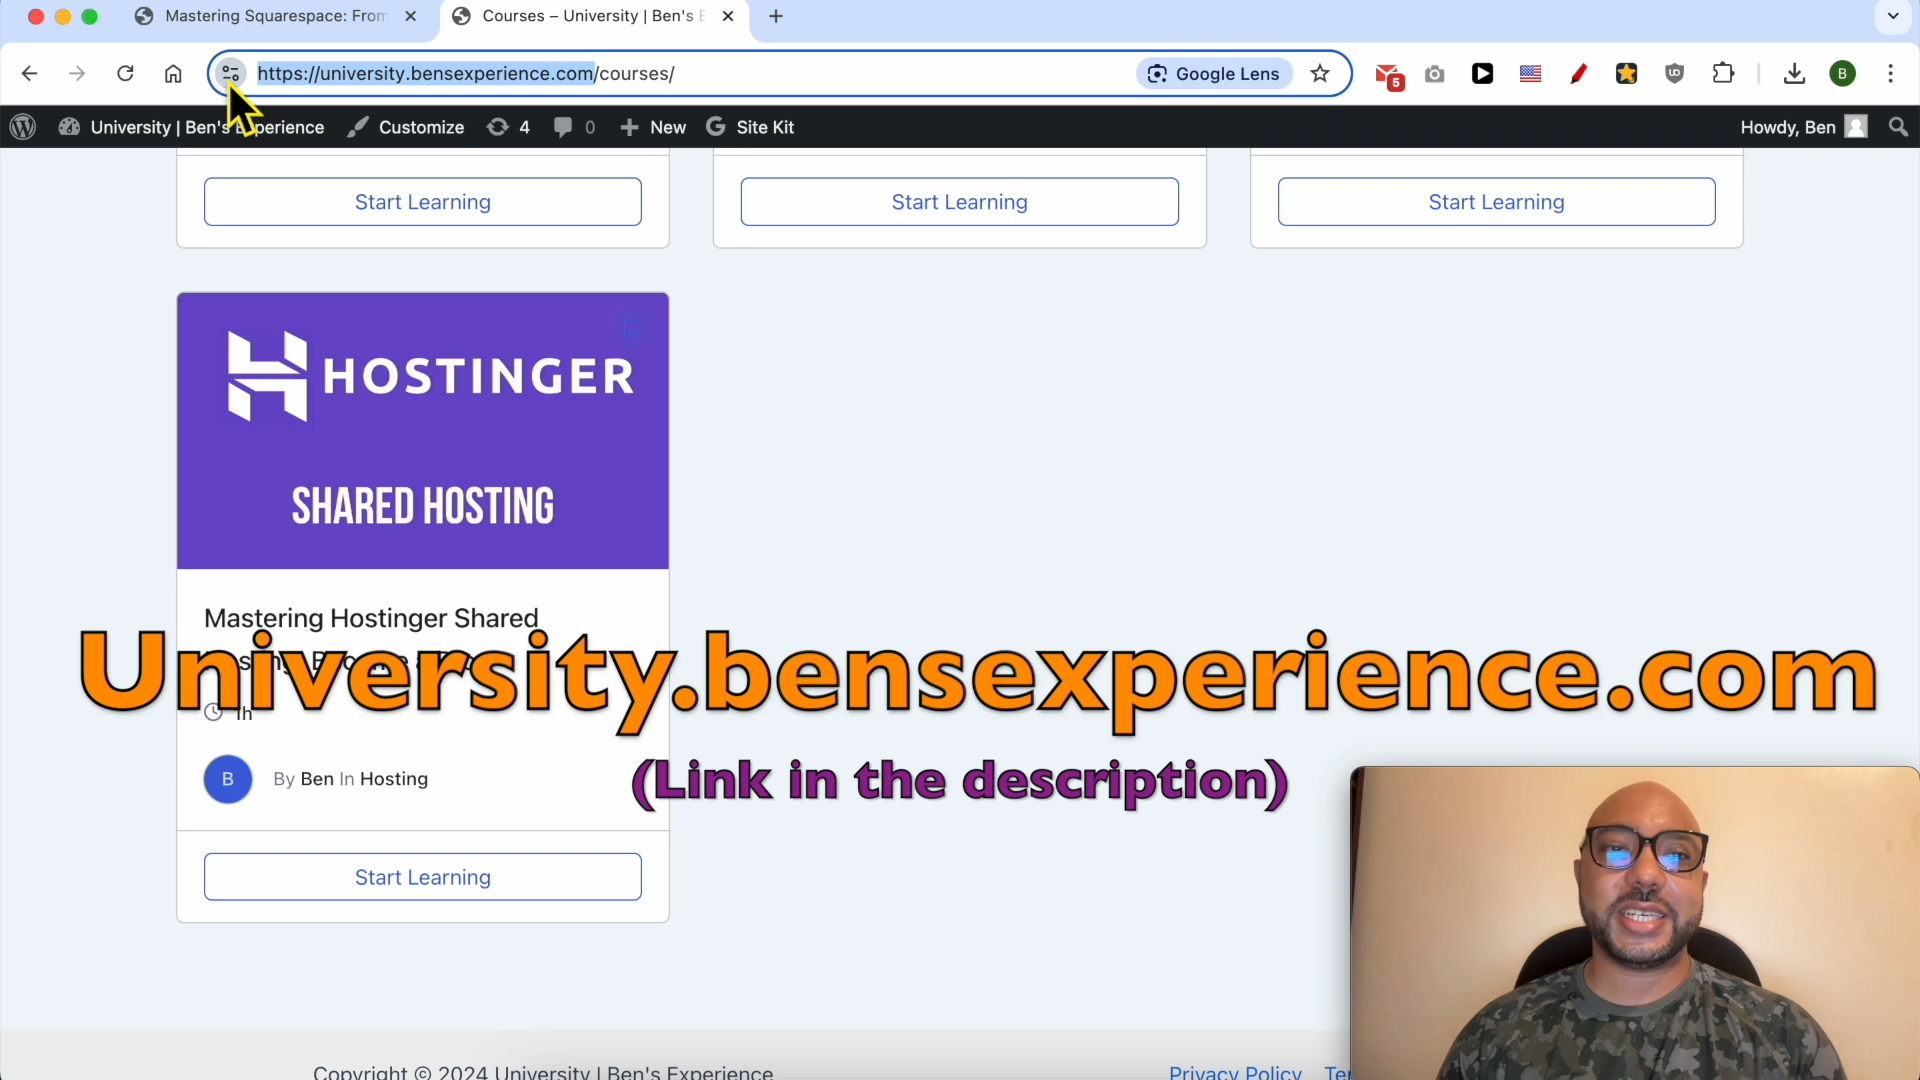 Mastering Squarespace: From
Courses – University | Ben's E
https://university.bensexperience.com/courses/
Google Lens
5
B
University | Ben's Experience
Customize
4
0
New
Site Kit
Howdy, Ben
Start Learning
Start Learning
Start Learning
HOSTINGER
SHARED HOSTING
Mastering Hostinger Shared
University.bensexperience.com
1h
(Link in the description)
B
By Ben In Hosting
Start Learning
Copyright © 2024 University | Ben's Experience
Privacy Policy